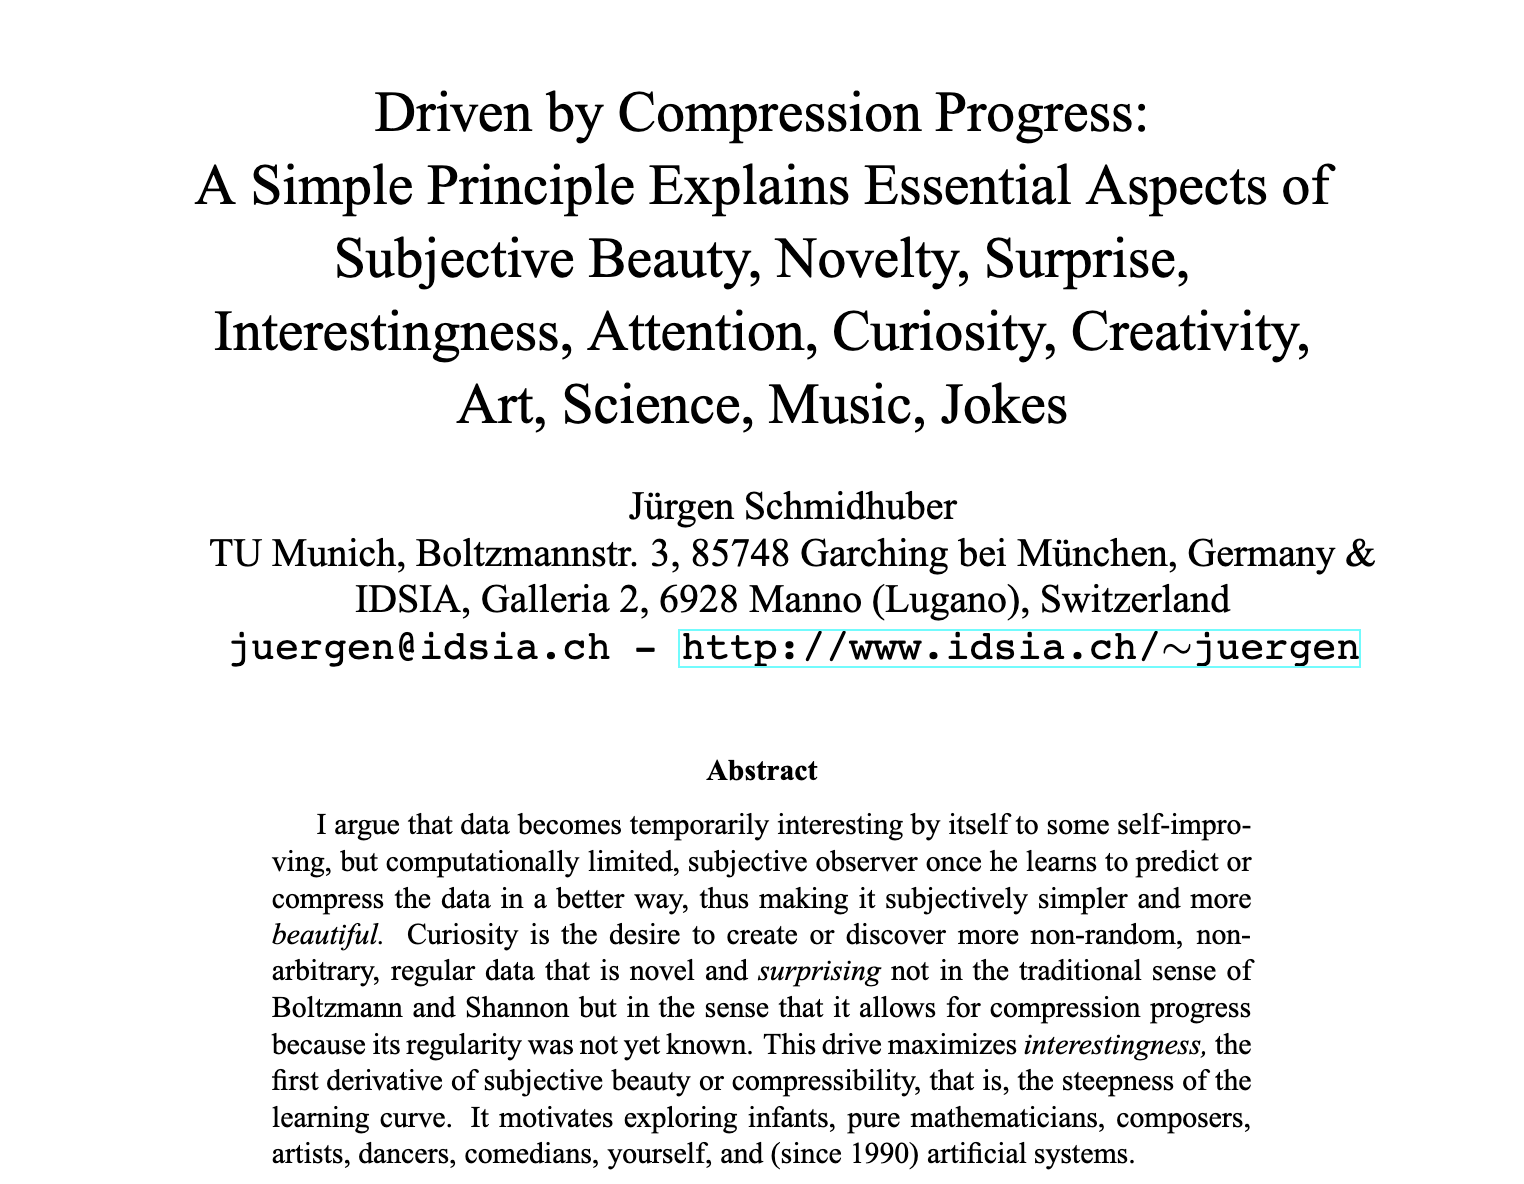 Driven by Compression Progress:
A Simple Principle Explains Essential Aspects of
Subjective Beauty, Novelty, Surprise,
Interestingness, Attention, Curiosity, Creativity,
Art, Science, Music, Jokes
Jürgen Schmidhuber
TU Munich, Boltzmannstr. 3, 85748 Garching bei München, Germany &
IDSIA, Galleria 2, 6928 Manno (Lugano), Switzerland
juergen@idsia.ch - http://www.idsia.ch/~juergen
Abstract
I argue that data becomes temporarily interesting by itself to some self-impro-
ving, but computationally limited, subjective observer once he learns to predict or
compress the data in a better way, thus making it subjectively simpler and more
beautiful. Curiosity is the desire to create or discover more non-random, non-
arbitrary, regular data that is novel and surprising not in the traditional sense of
Boltzmann and Shannon but in the sense that it allows for compression progress
because its regularity was not yet known. This drive maximizes interestingness, the
first derivative of subjective beauty or compressibility, that is, the steepness of the
learning curve. It motivates exploring infants, pure mathematicians, composers,
artists, dancers, comedians, yourself, and (since 1990) artificial systems.